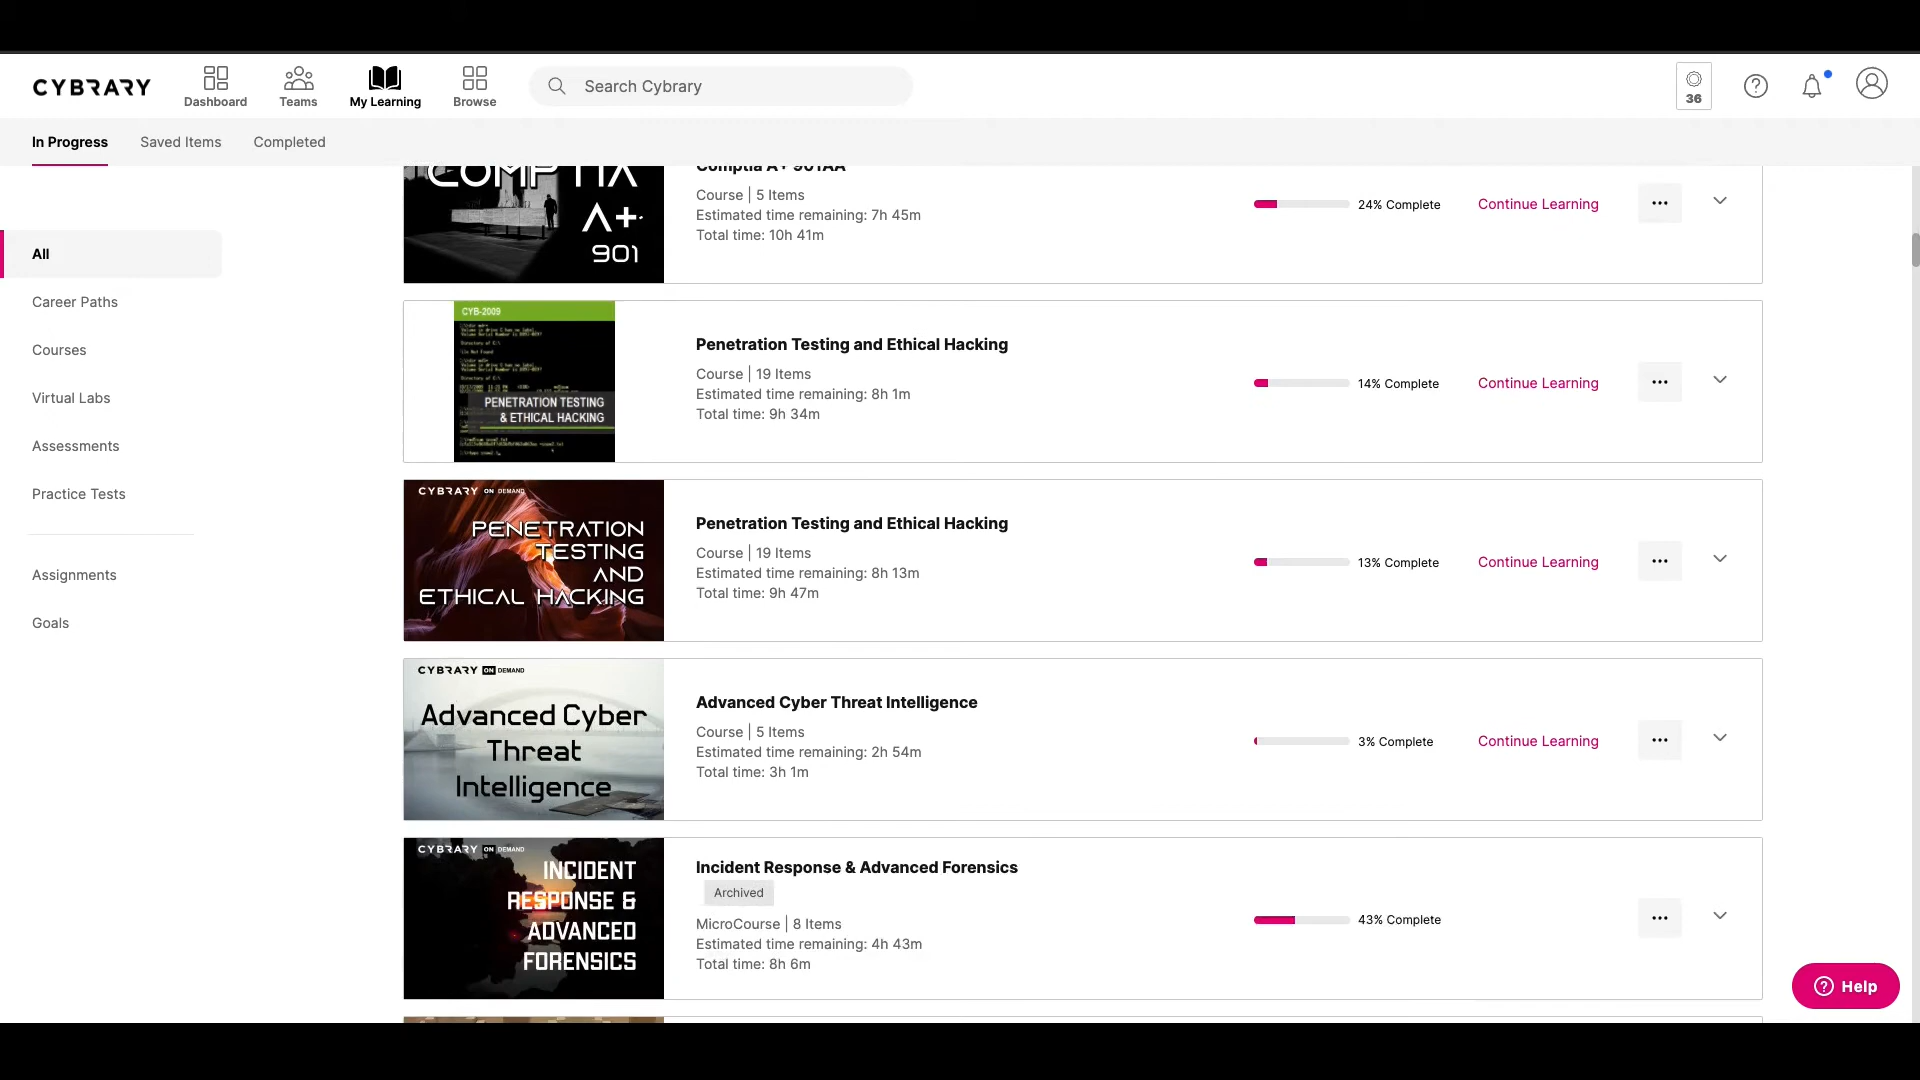 CYBRARY
Dashboard
Teams
My Learning
Browse
Search Cybrary
36
In Progress
Saved Items
Completed
All
Career Paths
Courses
Virtual Labs
Assessments
Practice Tests
Assignments
Goals
COMPTIA
A+
901
Comptia A+ 901AA
Course | 5 Items
Estimated time remaining: 7h 45m
Total time: 10h 41m
24% Complete
Continue Learning
CYB-2009
PENETRATION TESTING
& ETHICAL HACKING
Penetration Testing and Ethical Hacking
Course | 19 Items
Estimated time remaining: 8h 1m
Total time: 9h 34m
14% Complete
Continue Learning
CYBRARY ON DEMAND
PENETRATION
TESTING
AND
ETHICAL HACKING
Penetration Testing and Ethical Hacking
Course | 19 Items
Estimated time remaining: 8h 13m
Total time: 9h 47m
13% Complete
Continue Learning
CYBRARY ON DEMAND
Advanced Cyber
Threat
Intelligence
Advanced Cyber Threat Intelligence
Course | 5 Items
Estimated time remaining: 2h 54m
Total time: 3h 1m
3% Complete
Continue Learning
CYBRARY ON DEMAND
INCIDENT
RESPONSE &
ADVANCED
FORENSICS
Incident Response & Advanced Forensics
Archived
MicroCourse | 8 Items
Estimated time remaining: 4h 43m
Total time: 8h 6m
43% Complete
Help